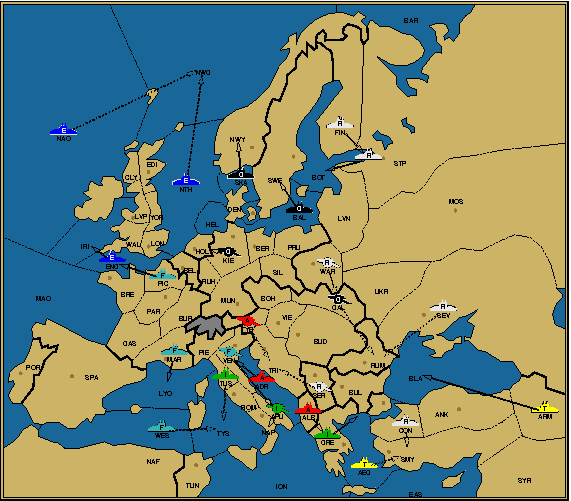 BAR
NWG
E
NAO
R
FIN
R
NWY
G
SKA
SWE
BOT
STP
EDI
CLY
E
NTH
DEN
G
BAL
LVN
MOS
LVP
YOR
HEL
WAL
LON
HOL
G
KIE
BER
PRU
IRI
E
ENG
BEL
RUH
SIL
R
WAR
F
PIC
MAO
BRE
MUN
BOH
G
GAL
UKR
PAR
BUR
VIE
R
SEV
GAS
F
MAR
PIE
F
VEN
BUD
RUM
POR
SPA
LYO
TUS
A
ADR
TRI
R
SER
BUL
BLA
T
ARM
ROM
I
APU
A
ALB
ANK
R
CON
F
WES
TYS
NAP
I
GRE
NAF
T
AEG
SMY
TUN
ION
EAS
SYR